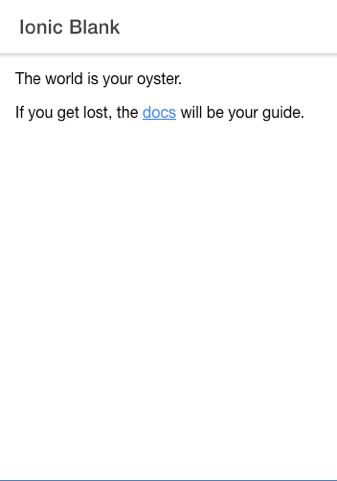 Ionic Blank
The world is your oyster.
If you get lost, the docs will be your guide.